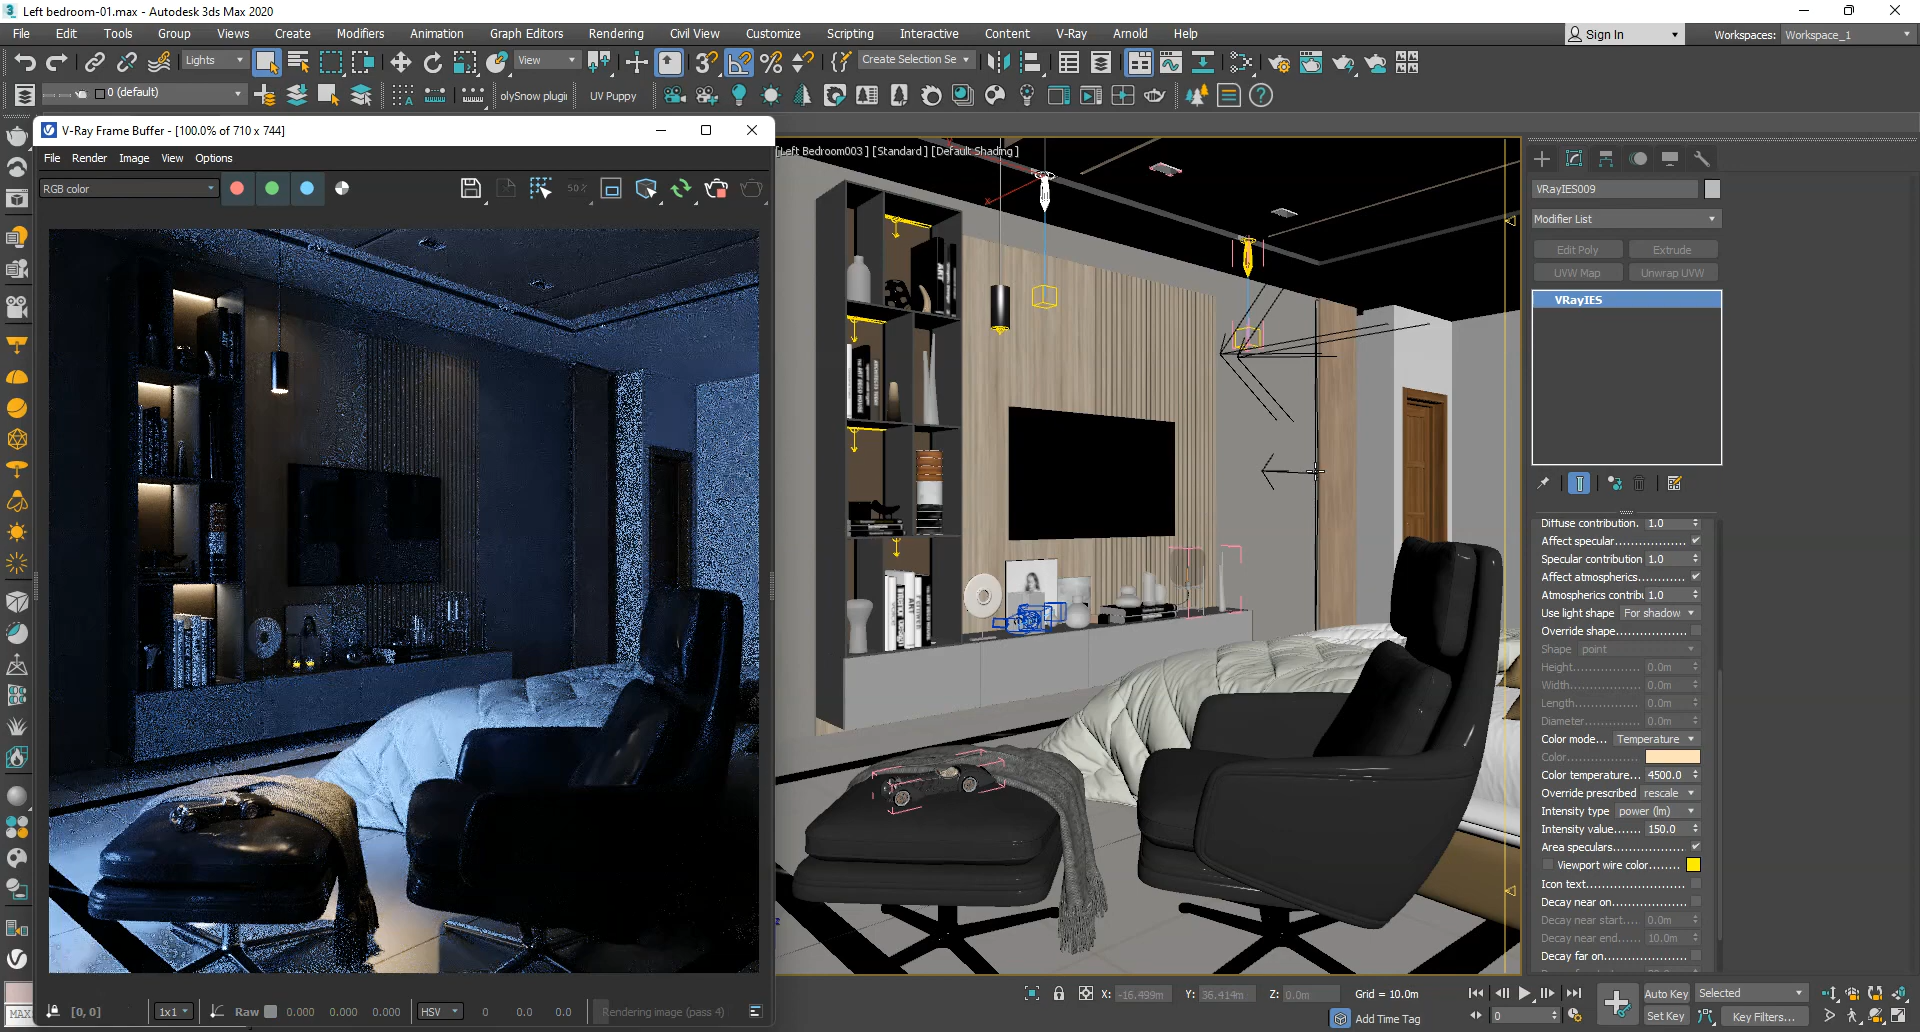 Left bedroom-01.max - Autodesk 3ds Max 2020
File Edit Tools Group Views Create Modifiers Animation Graph Editors Rendering Civil View Customize Scripting Interactive Content V-Ray Arnold Help
Sign In
Workspaces: Workspace_1
Lights
View
Create Selection Se
0 (default)
olySnow plugin
UV Puppy
V-Ray Frame Buffer - [100.0% of 710 x 744]
File Render Image View Options
RGB color
50%
[Left Bedroom003 ] [Standard ] [Default Shading ]
VRayIES009
Modifier List
Edit Poly
Extrude
UVW Map
Unwrap UVW
VRayIES
Diffuse contribution. 1.0
Affect specular
Specular contribution 1.0
Affect atmospherics
Atmospherics contribu 1.0
Use light shape For shadow
Override shape
Shape point
Height 0.0m
Width 0.0m
Length 0.0m
Diameter 0.0m
Color mode... Temperature
Color
Color temperature... 4500.0
Override prescribed rescale
Intensity type power (lm)
Intensity value 150.0
Area speculars
Viewport wire color
Icon text
Decay near on
Decay near start 0.0m
Decay near end 10.0m
Decay far on
X: -16.499m Y: 36.414m Z: 0.0m Grid = 10.0m
Add Time Tag
0
Auto Key Selected
Set Key Key Filters...
MAX
[0, 0]
1x1
Raw 0.000 0.000 0.000
HSV 0 0.0 0.0
Rendering image (pass 4)